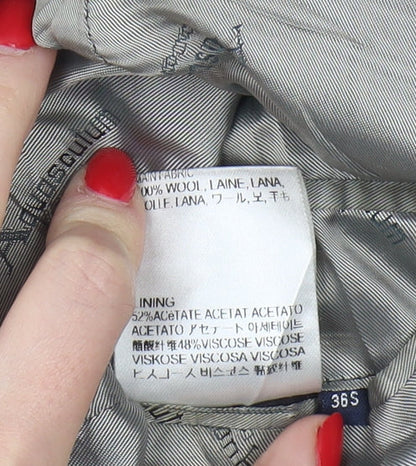 MAIN FABRIC
100% WOOL, LAINE, LANA,
WOLLE, LANA, ウール, 모, 羊毛
LINING
52%ACéTATE ACETAT ACETATO
ACETATO アセテート 아세테이트
醋酸纤维48%VISCOSE VISCOSA
VISKOSE VISCOSA VISCOSA
ビスコース 비스코스 黏胶纤维
36S